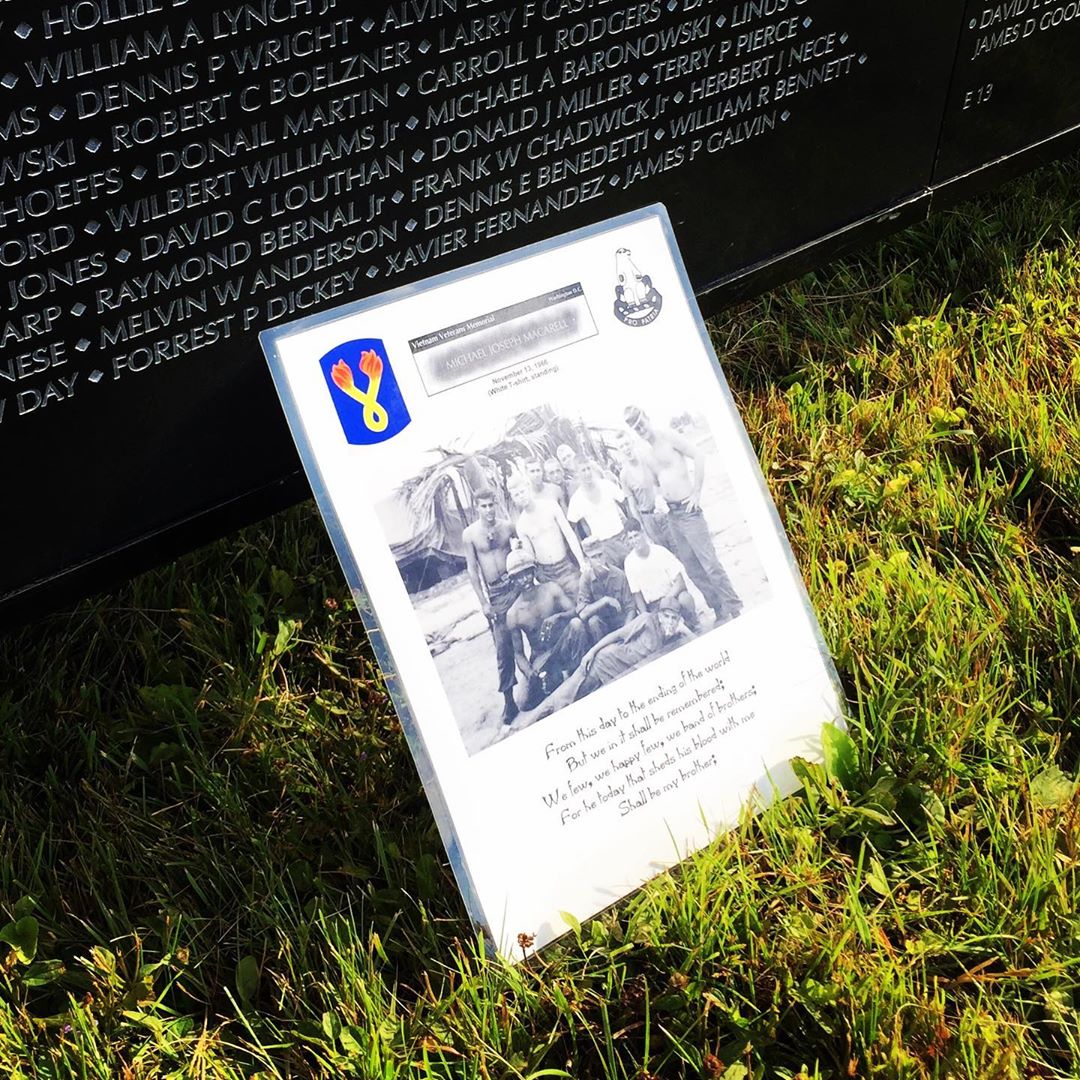 HOLLIE
WILLIAM A LYNCH Jr
DENNIS P WRIGHT ALVIN
MS ROBERT C BOELZNER LARRY F
WSKI DONAIL MARTIN CARROLL L RODGERS
HOEFFS WILBERT WILLIAMS Jr MICHAEL A BARONOWSKI LINUS
ORD DAVID C LOUTHAN DONALD J MILLER TERRY P PIERCE
JONES RAYMOND BERNAL Jr FRANK W CHADWICK Jr HERBERT J NECE
ARP MELVIN W ANDERSON DENNIS E BENEDETTI WILLIAM R BENNETT
NESE FORREST P DICKEY XAVIER FERNANDEZ JAMES P GALVIN
DAY
DAVID
JAMES D GOOD
E 13
Vietnam Veterans Memorial Washington D.C.
MICHAEL JOSEPH MACARELL
November 13, 1966
(White T-shirt, standing)
PRO PATRIA
From this day to the ending of the world
But we in it shall be remembered;
We few, we happy few, we band of brothers;
For he today that sheds his blood with me
Shall be my brother;